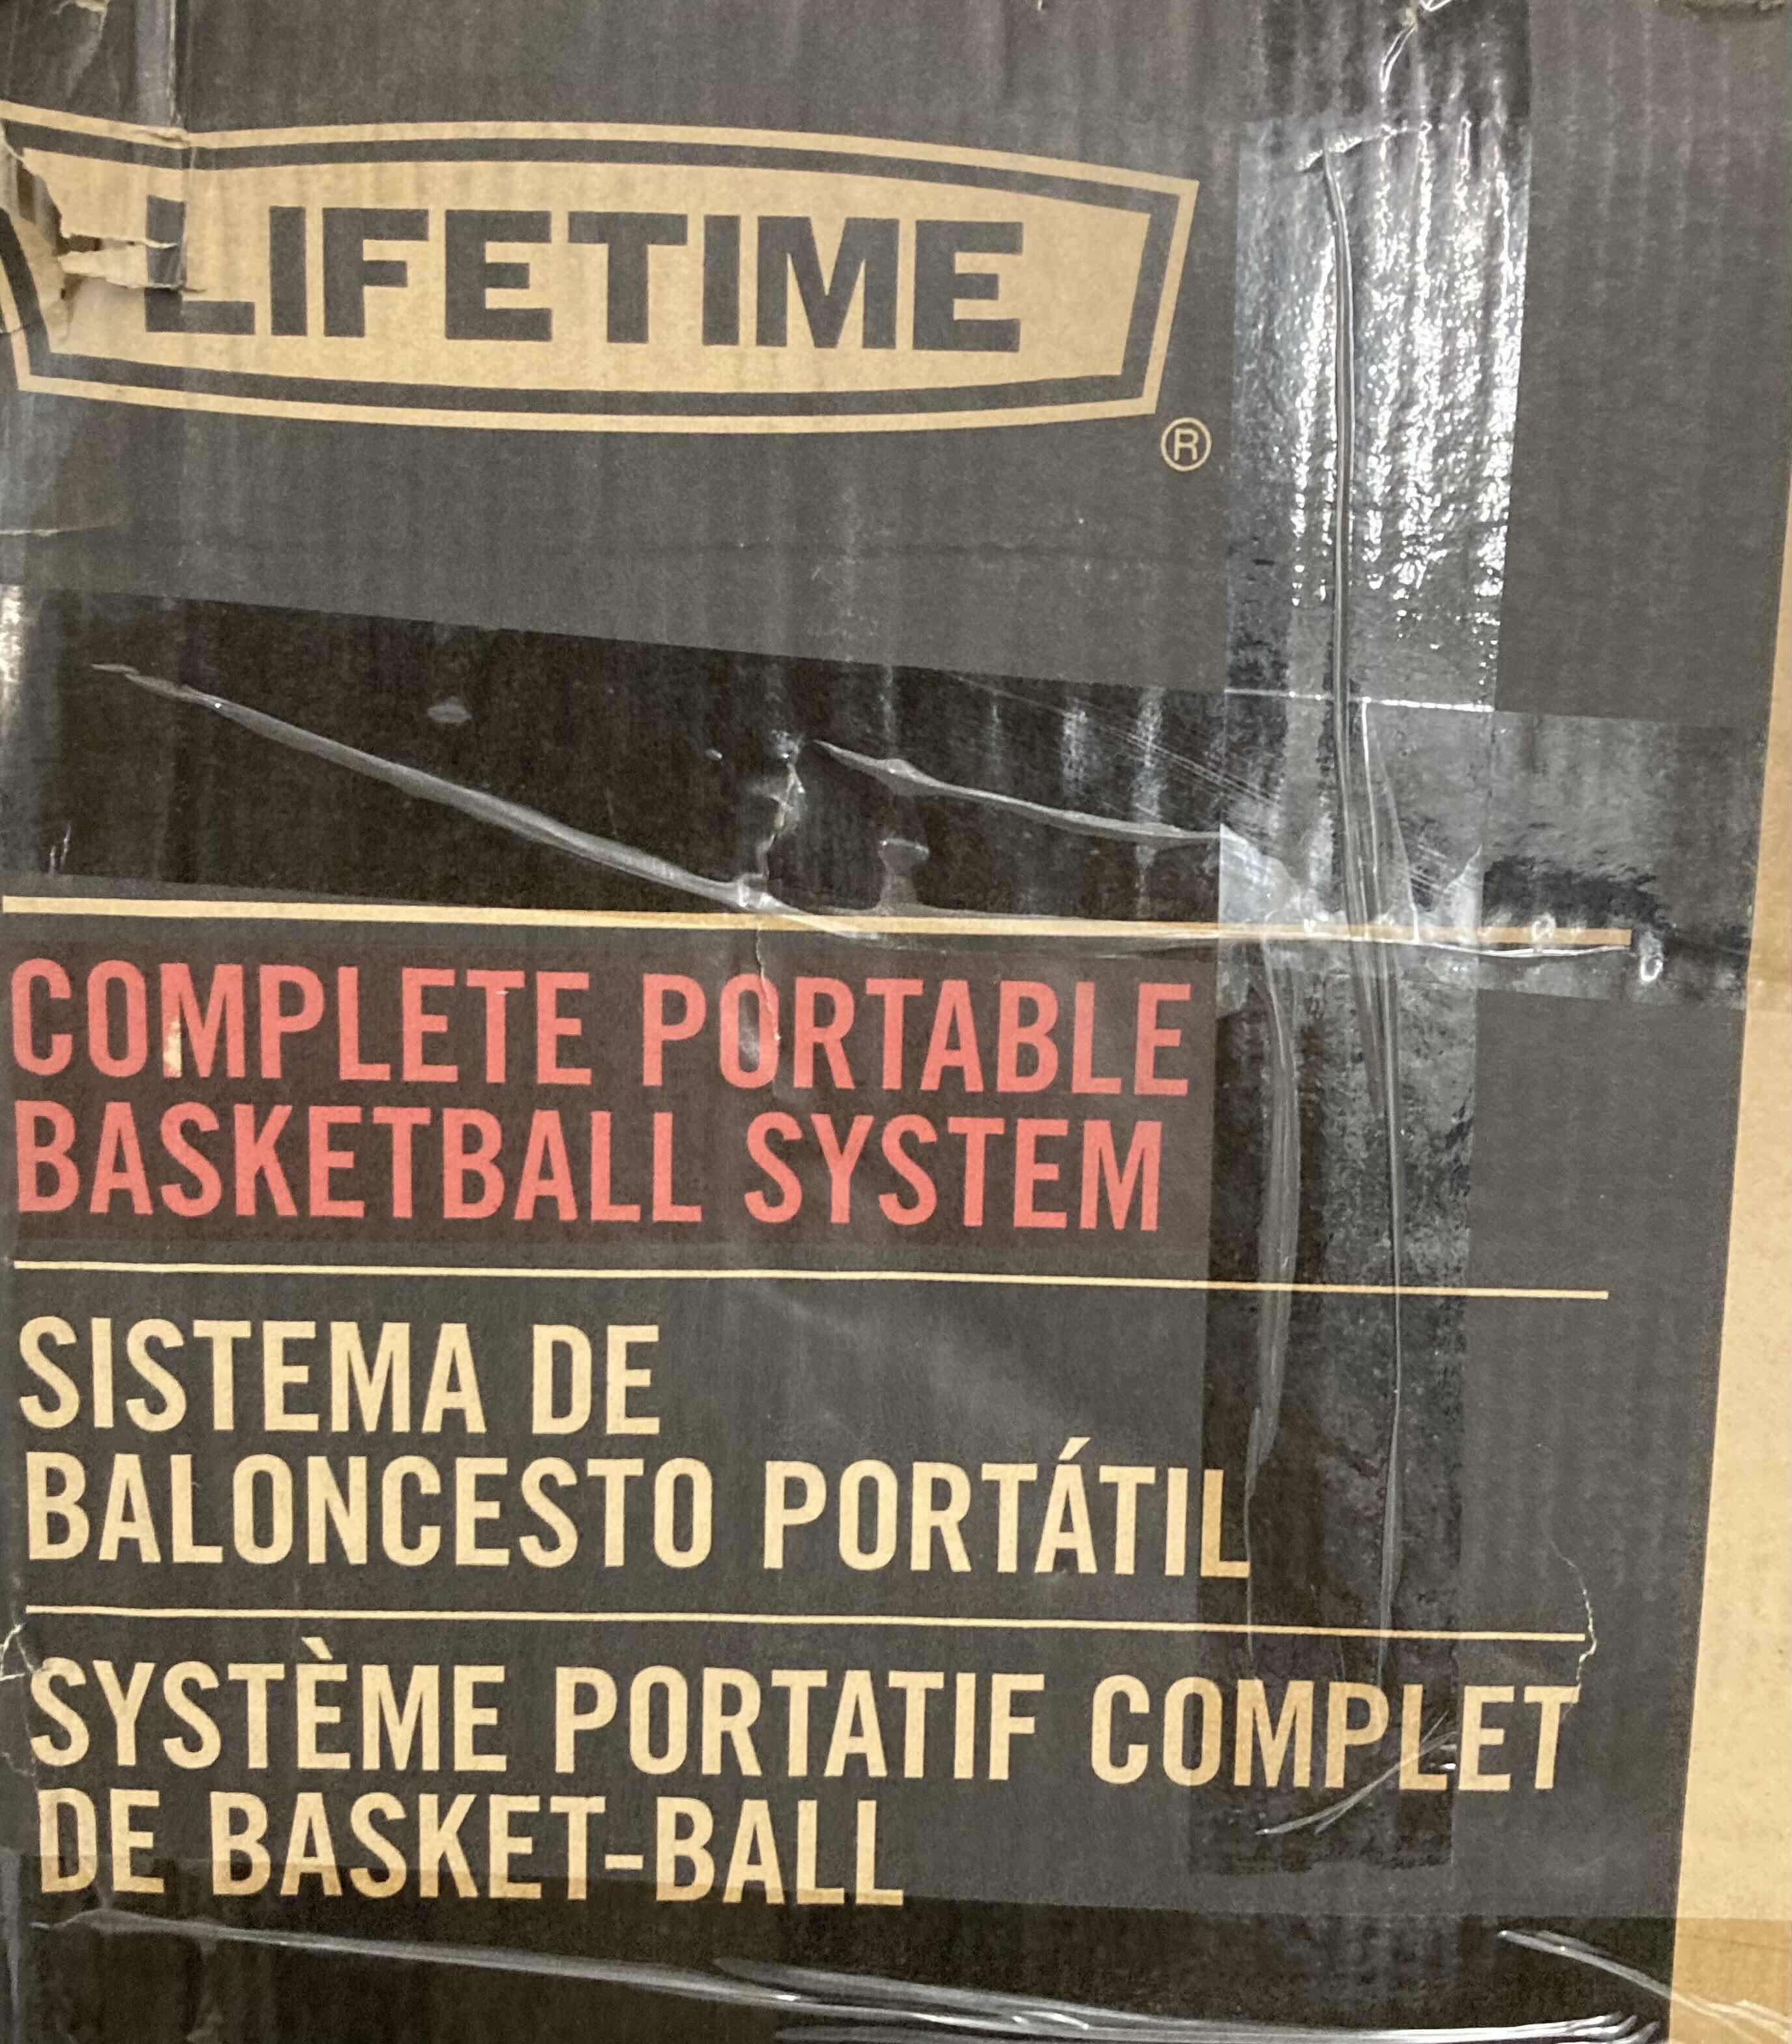 LIFETIME
®
COMPLETE PORTABLE
BASKETBALL SYSTEM
SISTEMA DE
BALONCESTO PORTÁTIL
SYSTÈME PORTATIF COMPLET
DE BASKET-BALL